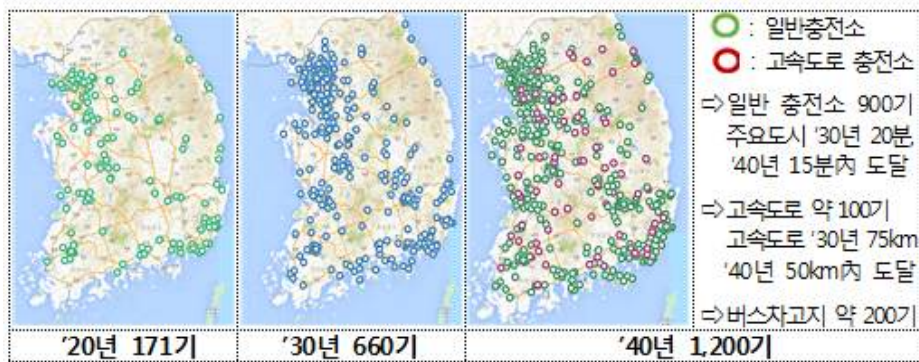 : 일반충전소
: 고속도로 충전소
⇨일반 충전소 900기
주요도시 '30년 20분,
'40년 15분內 도달
⇨고속도로 약 100기
고속도로 '30년 75km
'40년 50km內 도달
⇨버스차고지 약 200기
'20년 171기
'30년 660기
'40년 1,200기